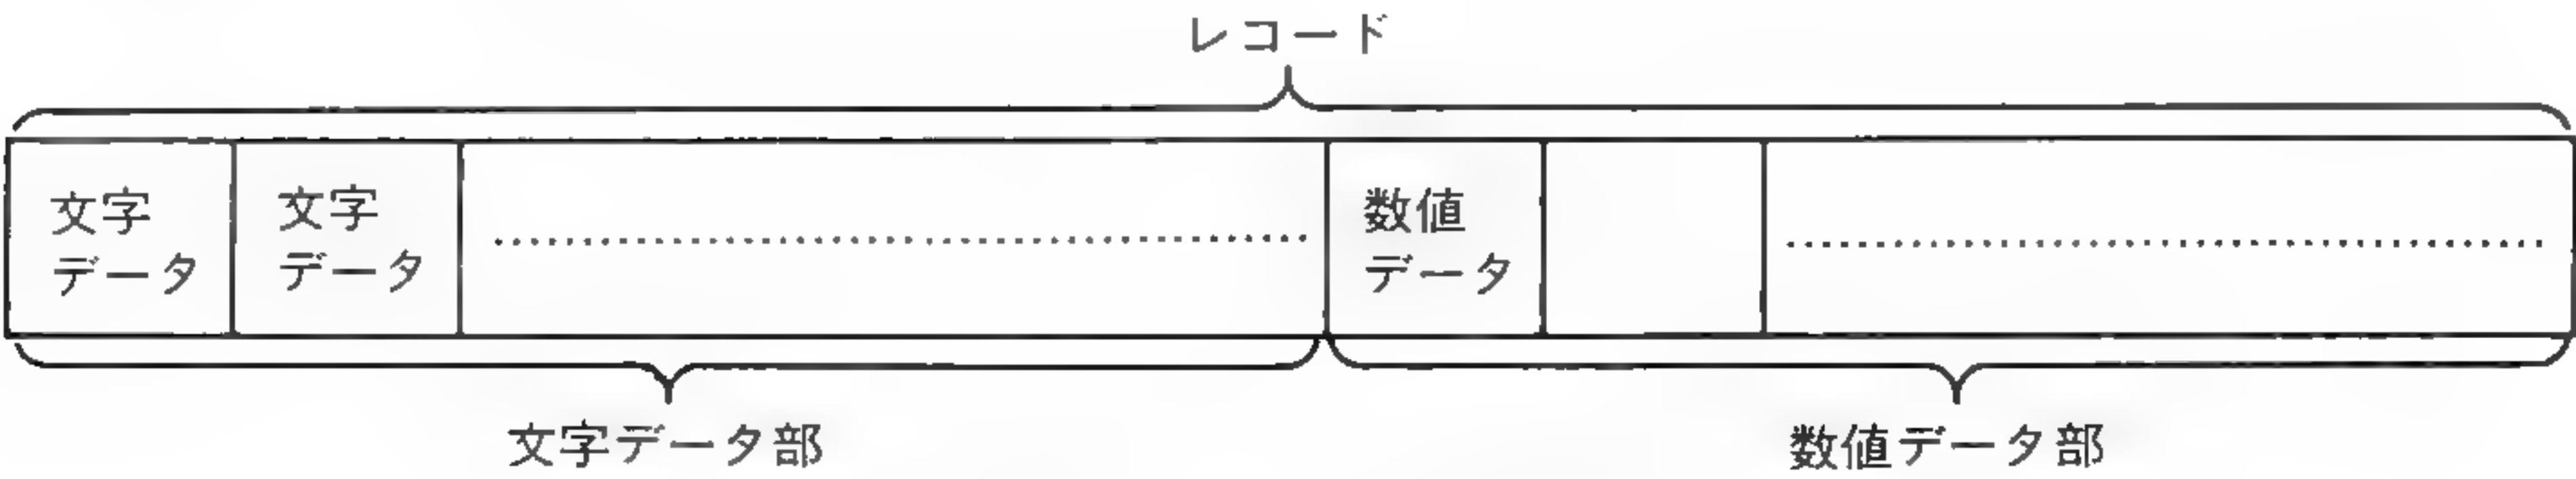 レコード
文字
データ
文字
データ
数値
データ
文字データ部
数値データ部